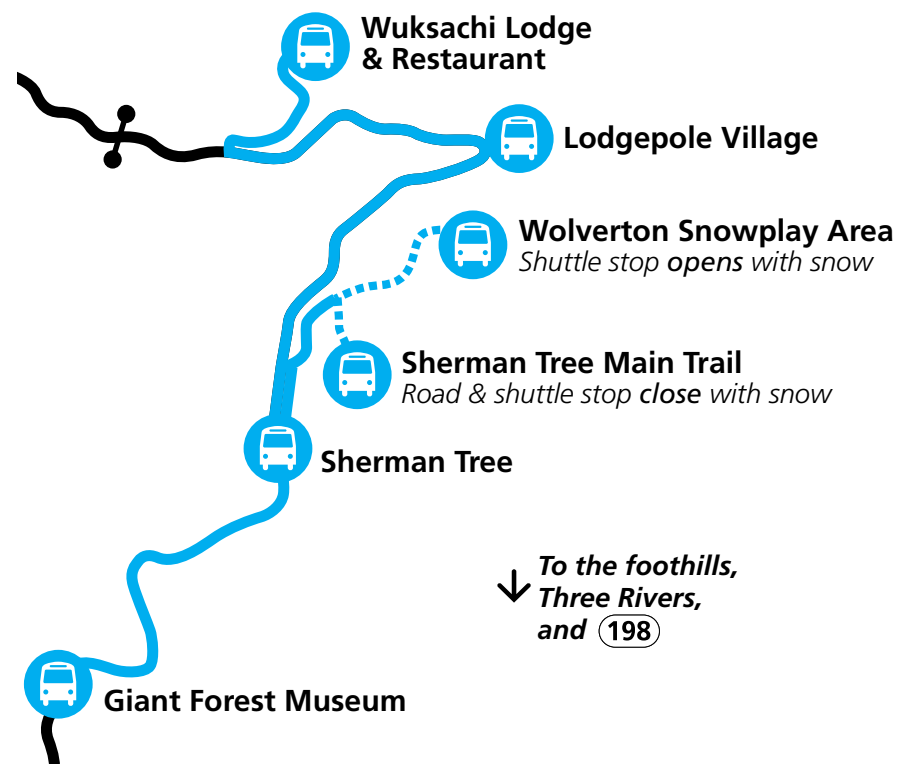 Wuksachi Lodge
& Restaurant
Lodgepole Village
Wolverton Snowplay Area
Shuttle stop opens with snow
Sherman Tree Main Trail
Road & shuttle stop close with snow
Sherman Tree
To the foothills,
Three Rivers,
and 198
Giant Forest Museum